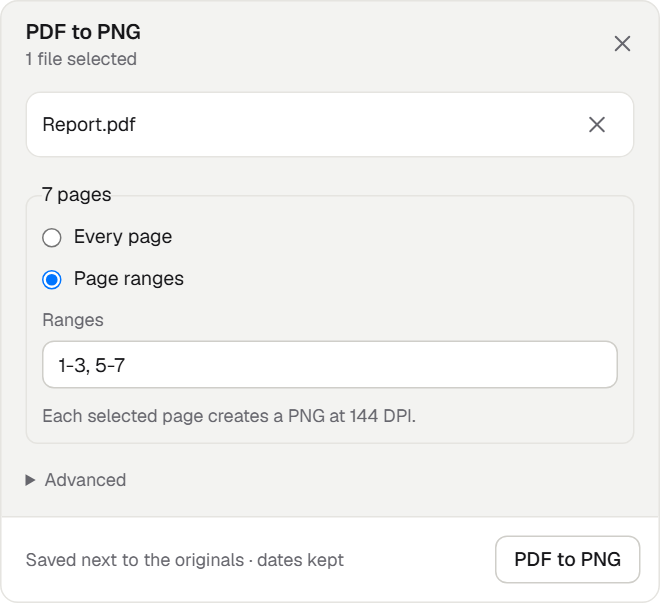 PDF to PNG
1 file selected
Report.pdf
7 pages
Every page
Page ranges
Ranges
1-3, 5-7
Each selected page creates a PNG at 144 DPI.
Advanced
Saved next to the originals · dates kept
PDF to PNG